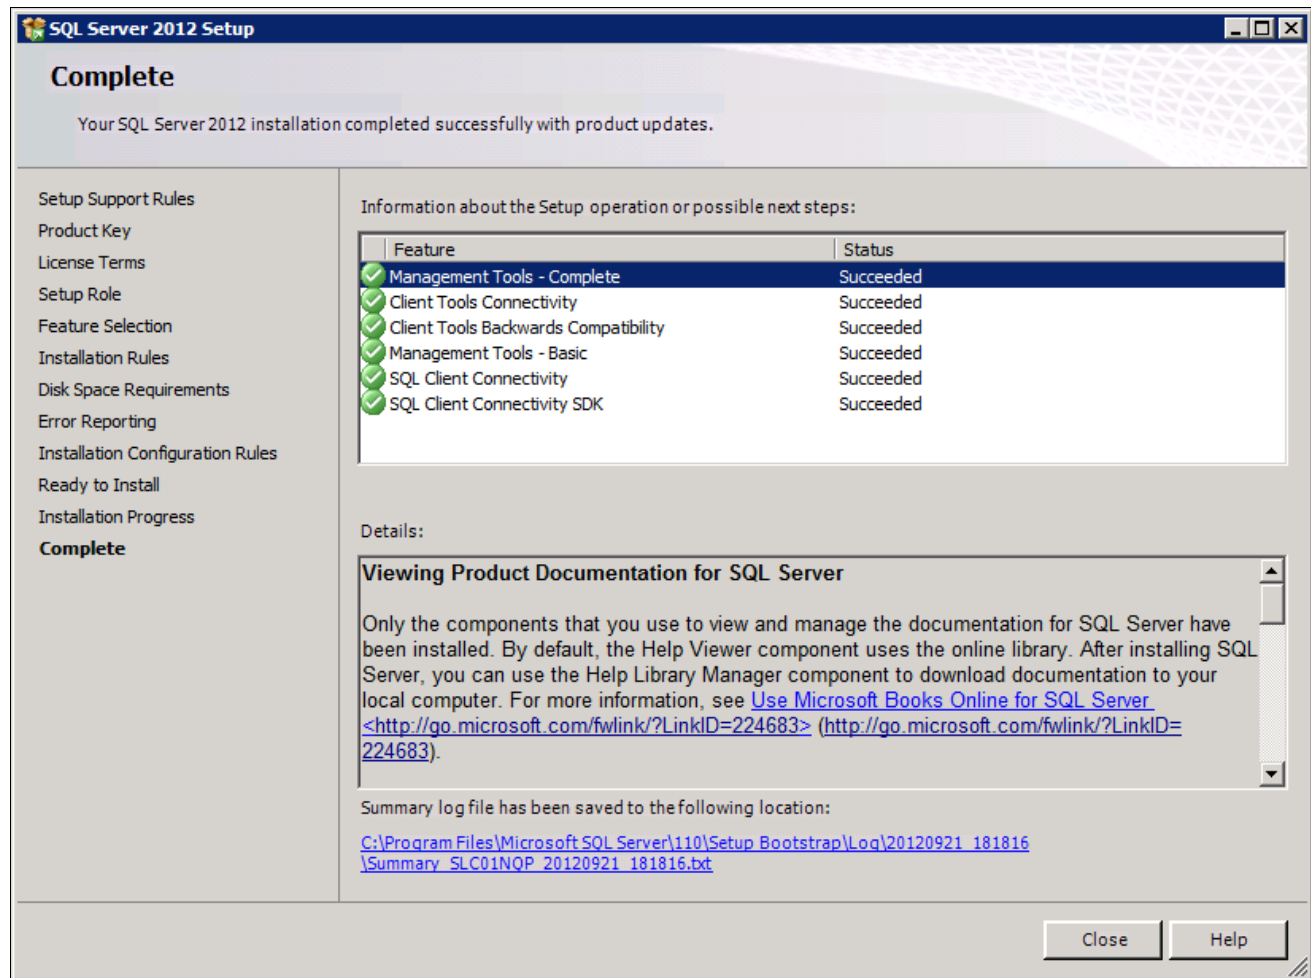 SQL Server 2012 Setup
Complete
Your SQL Server 2012 installation completed successfully with product updates.
Setup Support Rules
Product Key
License Terms
Setup Role
Feature Selection
Installation Rules
Disk Space Requirements
Error Reporting
Installation Configuration Rules
Ready to Install
Installation Progress
Complete
Information about the Setup operation or possible next steps:
Feature Status
Management Tools - Complete Succeeded
Client Tools Connectivity Succeeded
Client Tools Backwards Compatibility Succeeded
Management Tools - Basic Succeeded
SQL Client Connectivity Succeeded
SQL Client Connectivity SDK Succeeded
Details:
Viewing Product Documentation for SQL Server
Only the components that you use to view and manage the documentation for SQL Server have
been installed. By default, the Help Viewer component uses the online library. After installing SQL
Server, you can use the Help Library Manager component to download documentation to your
local computer. For more information, see Use Microsoft Books Online for SQL Server
<http://go.microsoft.com/fwlink/?LinkID=224683> (http://go.microsoft.com/fwlink/?LinkID=
224683).
Summary log file has been saved to the following location:
C:\Program Files\Microsoft SQL Server\110\Setup Bootstrap\Log\20120921_181816
\Summary_SLC01NQP_20120921_181816.txt
Close Help